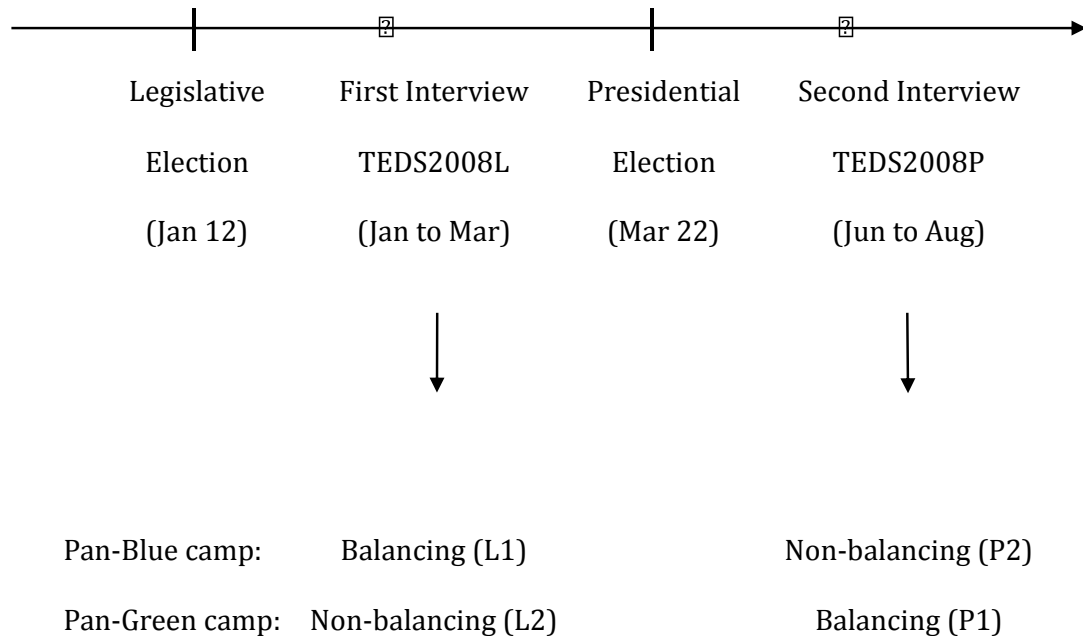 Legislative First Interview Presidential Second Interview
Election TEDS2008L Election TEDS2008P
(Jan 12) (Jan to Mar) (Mar 22) (Jun to Aug)
Pan-Blue camp: Balancing (L1) Non-balancing (P2)
Pan-Green camp: Non-balancing (L2) Balancing (P1)